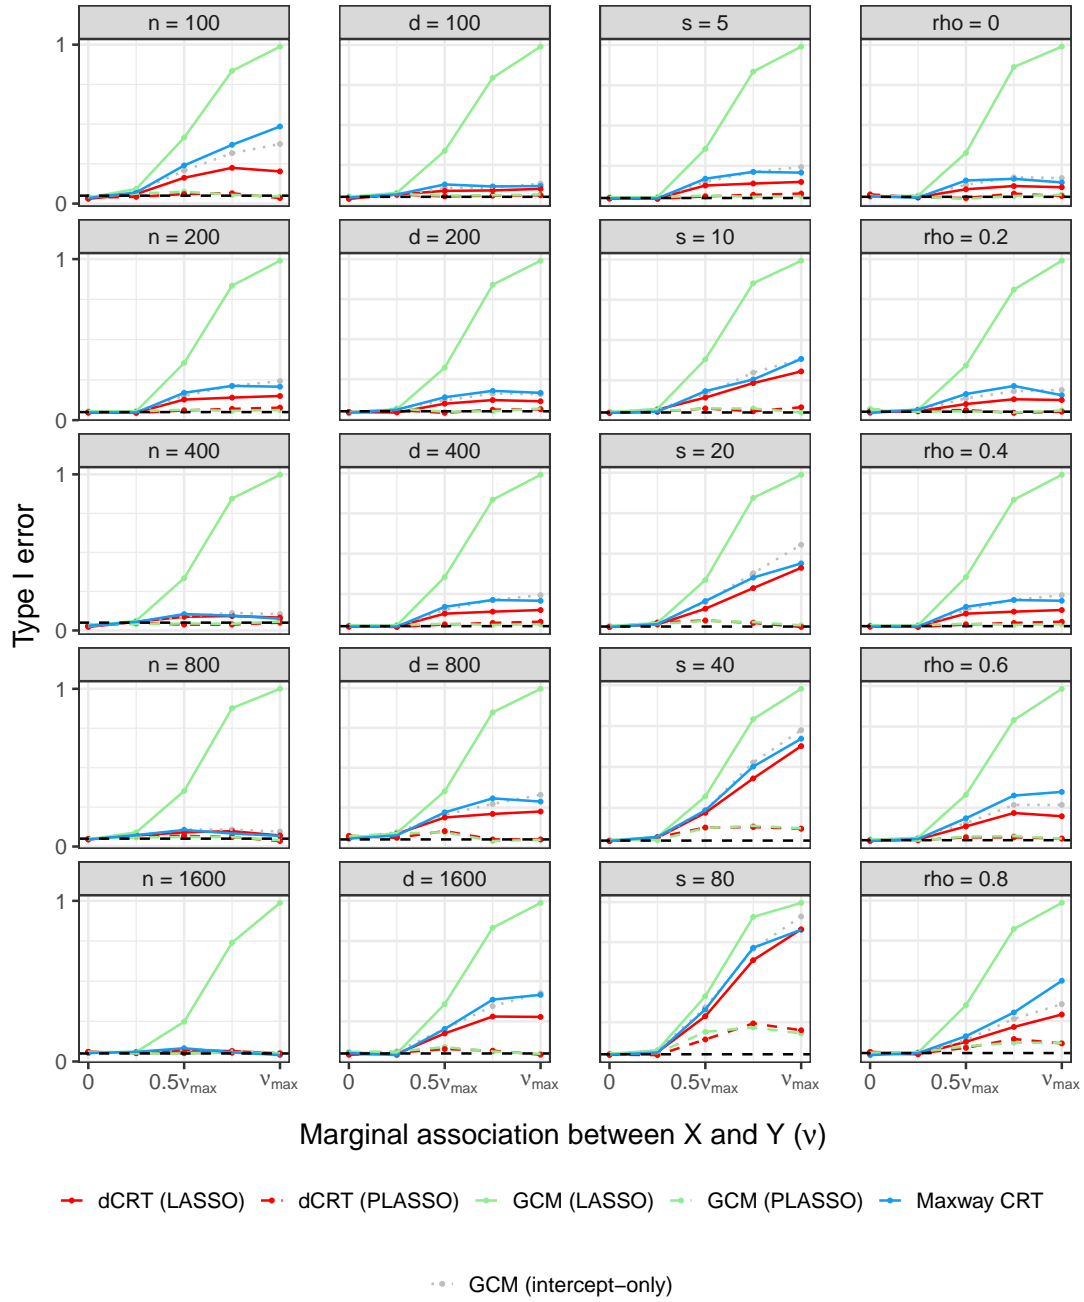 n = 100
d = 100
s = 5
rho = 0
1
0
n = 200
d = 200
s = 10
rho = 0.2
1
0
n = 400
d = 400
s = 20
rho = 0.4
1
0
n = 800
d = 800
s = 40
rho = 0.6
1
0
n = 1600
d = 1600
s = 80
rho = 0.8
1
0
Type I error
0 0.5νmax νmax
0 0.5νmax νmax
0 0.5νmax νmax
0 0.5νmax νmax
Marginal association between X and Y (ν)
dCRT (LASSO) dCRT (PLASSO) GCM (LASSO) GCM (PLASSO) Maxway CRT
GCM (intercept−only)